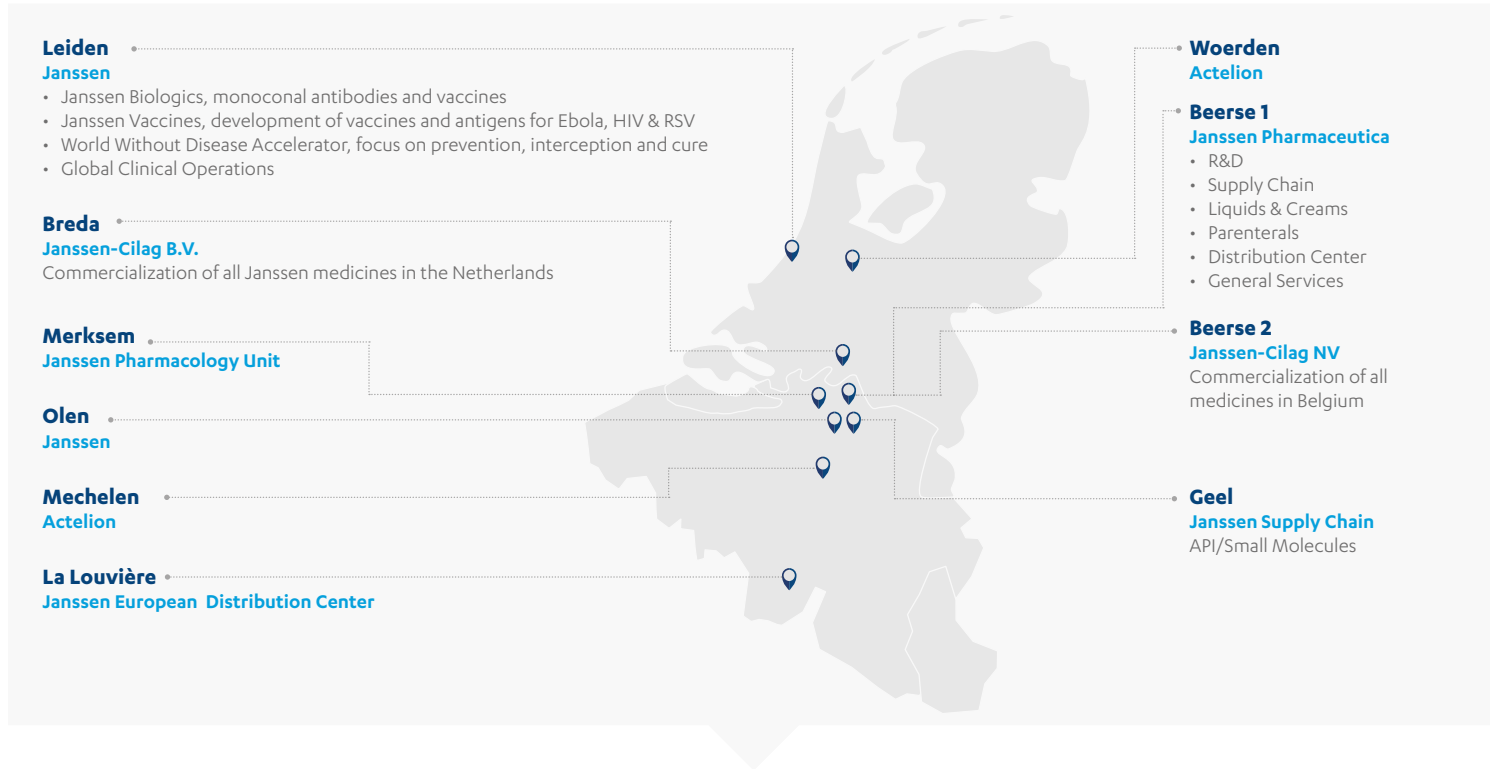 Leiden
Janssen
• Janssen Biologics, monoconal antibodies and vaccines
• Janssen Vaccines, development of vaccines and antigens for Ebola, HIV & RSV
• World Without Disease Accelerator, focus on prevention, interception and cure
• Global Clinical Operations
Breda
Janssen-Cilag B.V.
Commercialization of all Janssen medicines in the Netherlands
Merksem
Janssen Pharmacology Unit
Olen
Janssen
Mechelen
Actelion
La Louvière
Janssen European Distribution Center
Woerden
Actelion
Beerse 1
Janssen Pharmaceutica
• R&D
• Supply Chain
• Liquids & Creams
• Parenterals
• Distribution Center
• General Services
Beerse 2
Janssen-Cilag NV
Commercialization of all
medicines in Belgium
Geel
Janssen Supply Chain
API/Small Molecules